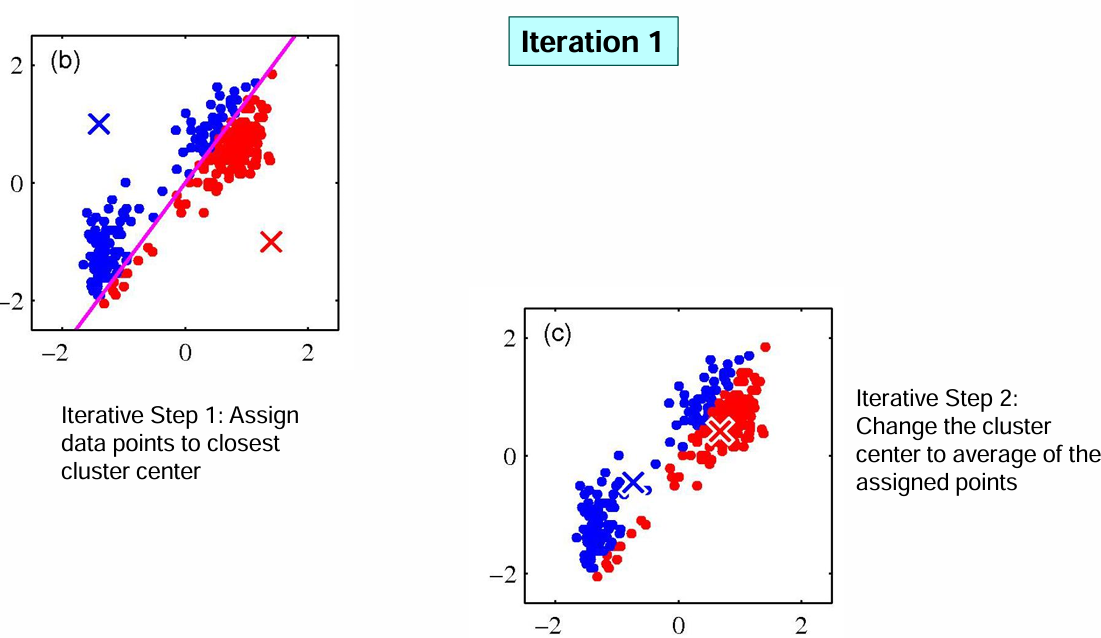 Iteration 1
(b)
2
0
−2
−2
0
2
Iterative Step 1: Assign
data points to closest
cluster center
(c)
2
0
−2
−2
0
2
Iterative Step 2:
Change the cluster
center to average of the
assigned points